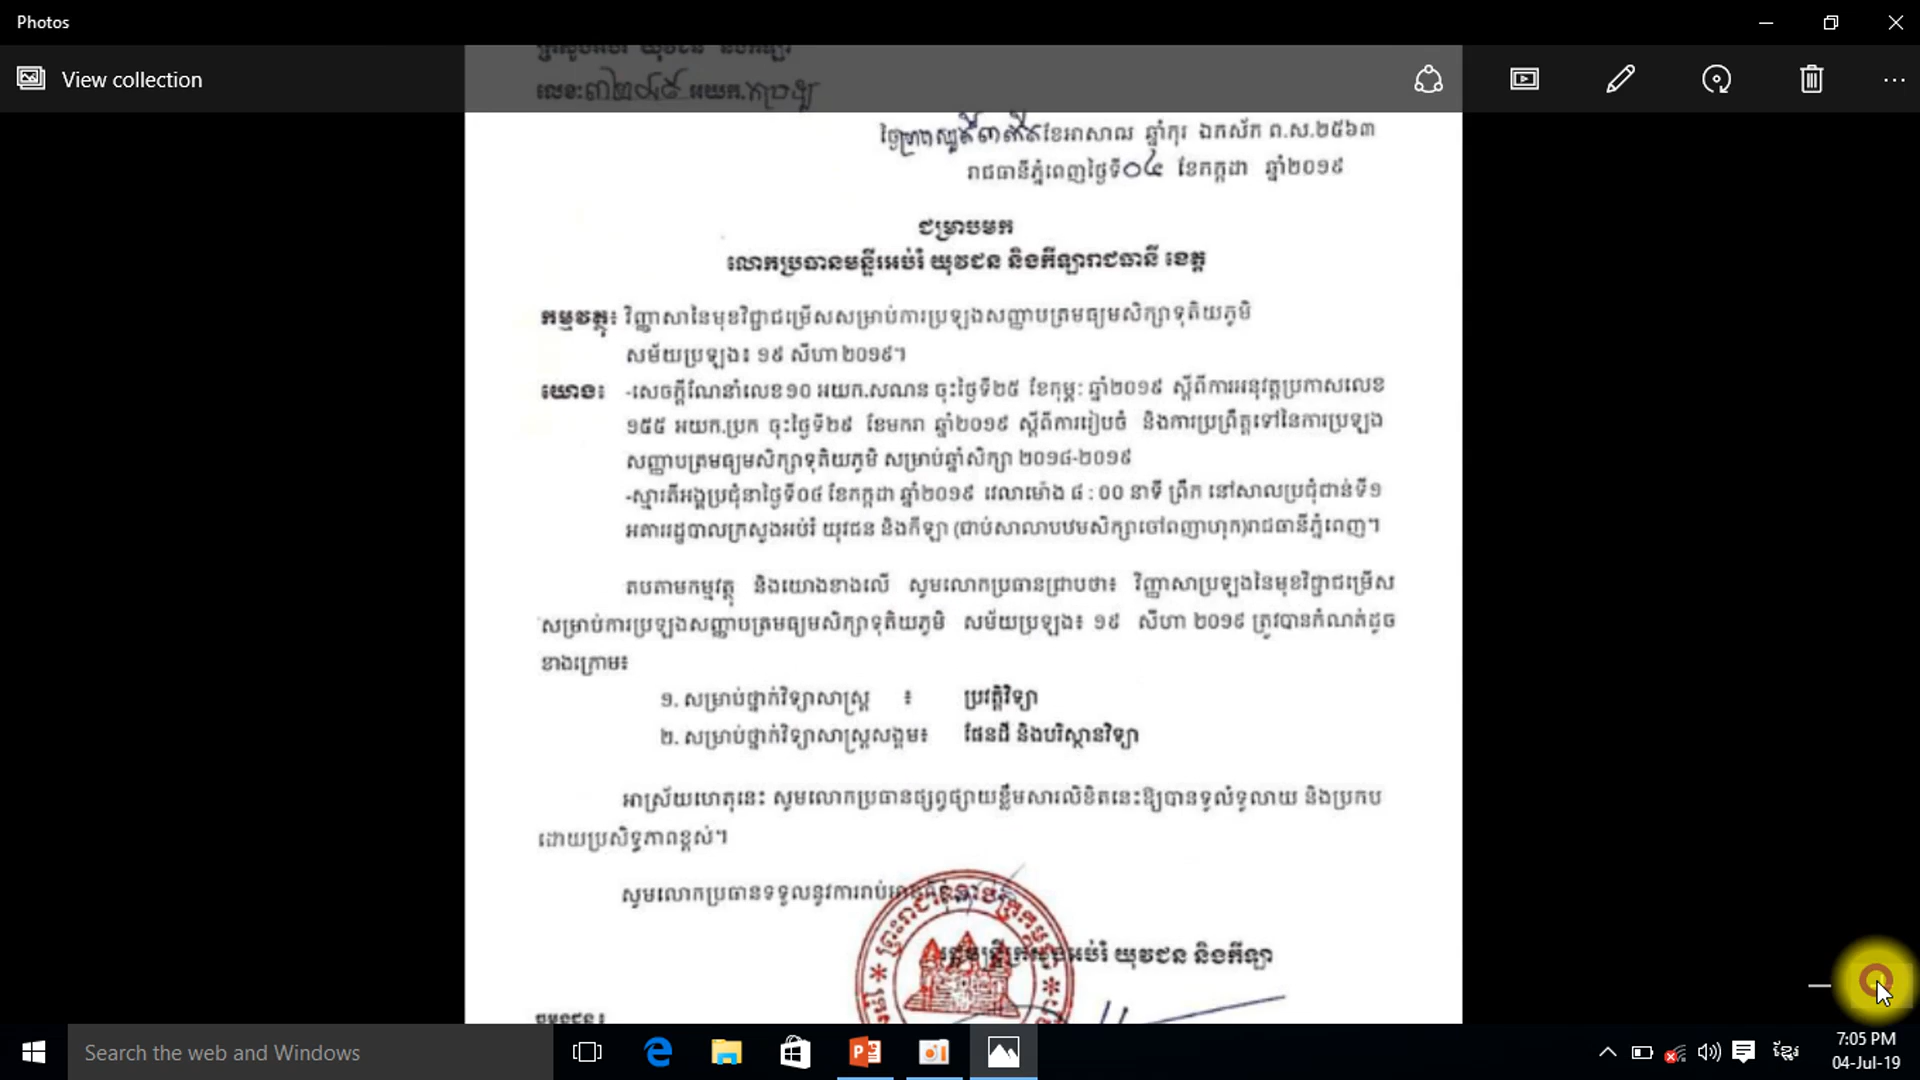 Photos
View collection
លេខ:៣២៤៥ អយក.
ខែអាសាឍ ឆ្នាំកុរ ឯកស័ក ព.ស.២៥៦៣
រាជធានីភ្នំពេញថ្ងៃទី០៤ ខែកក្កដា ឆ្នាំ២០១៩
ជម្រាបមក
លោកប្រធានមន្ទីរអប់រំ យុវជន និងកីឡារាជធានី ខេត្ត
កម្មវត្ថុ៖ វិញ្ញាសានៃមុខវិជ្ជាជម្រើសសម្រាប់ការប្រឡងសញ្ញាបត្រមធ្យមសិក្សាទុតិយភូមិ
សម័យប្រឡង៖ ១៩ សីហា ២០១៩។
យោង៖ -សេចក្តីណែនាំលេខ១០ អយក.សណន ចុះថ្ងៃទី២៥ ខែកុម្ភៈ ឆ្នាំ២០១៩ ស្តីពីការអនុវត្តប្រកាសលេខ
១៥៥ អយក.ប្រក ចុះថ្ងៃទី២៩ ខែមករា ឆ្នាំ២០១៩ ស្តីពីការរៀបចំ និងការប្រព្រឹត្តទៅនៃការប្រឡង
សញ្ញាបត្រមធ្យមសិក្សាទុតិយភូមិ សម្រាប់ឆ្នាំសិក្សា ២០១៨-២០១៩
-ស្មារតីអង្គប្រជុំនាថ្ងៃទី០៤ ខែកក្កដា ឆ្នាំ២០១៩ វេលាម៉ោង ៨ : 00 នាទី ព្រឹក នៅសាលប្រជុំជាន់ទី១
អគាររដ្ឋបាលក្រសួងអប់រំ យុវជន និងកីឡា (ជាប់សាលាបឋមសិក្សាចៅពញាហុក)រាជធានីភ្នំពេញ។
តបតាមកម្មវត្ថុ និងយោងខាងលើ សូមលោកប្រធានជ្រាបថា៖ វិញ្ញាសាប្រឡងនៃមុខវិជ្ជាជម្រើស
សម្រាប់ការប្រឡងសញ្ញាបត្រមធ្យមសិក្សាទុតិយភូមិ សម័យប្រឡង៖ ១៩ សីហា ២០១៩ ត្រូវបានកំណត់ដូច
ខាងក្រោម៖
១. សម្រាប់ថ្នាក់វិទ្យាសាស្ត្រ ៖ ប្រវត្តិវិទ្យា
២. សម្រាប់ថ្នាក់វិទ្យាសាស្ត្រសង្គម៖ ផែនដី និងបរិស្ថានវិទ្យា
អាស្រ័យហេតុនេះ សូមលោកប្រធានផ្សព្វផ្សាយខ្លឹមសារលិខិតនេះឱ្យបានទូលំទូលាយ និងប្រកប
ដោយប្រសិទ្ធភាពខ្ពស់។
សូមលោកប្រធានទទួលនូវការរាប់អាន
រដ្ឋមន្ត្រីក្រសួងអប់រំ យុវជន និងកីឡា
Search the web and Windows
ខ្មែរ
7:05 PM
04-Jul-19